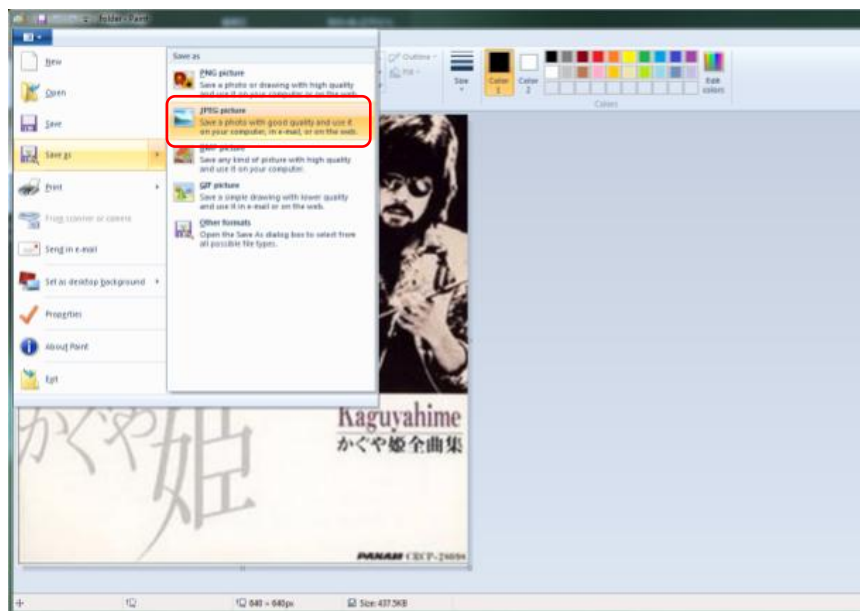 folder - Paint
New
Open
Save
Save as
Print
From scanner or camera
Send in e-mail
Set as desktop background
Properties
About Paint
Exit
Save as
PNG picture
Save a photo or drawing with high quality
and use it on your computer or on the web.
JPEG picture
Save a photo with good quality and use it
on your computer, in e-mail, or on the web.
BMP picture
Save any kind of picture with high quality
and use it on your computer.
GIF picture
Save a simple drawing with lower quality
and use it in e-mail or on the web.
Other formats
Open the Save As dialog box to select from
all possible file types.
Outline
Fill
Size
Color
1
Color
2
Edit
colors
Colors
かぐや姫
Kaguyahime
かぐや姫全曲集
PANAM
640 × 640px
Size: 437.5KB